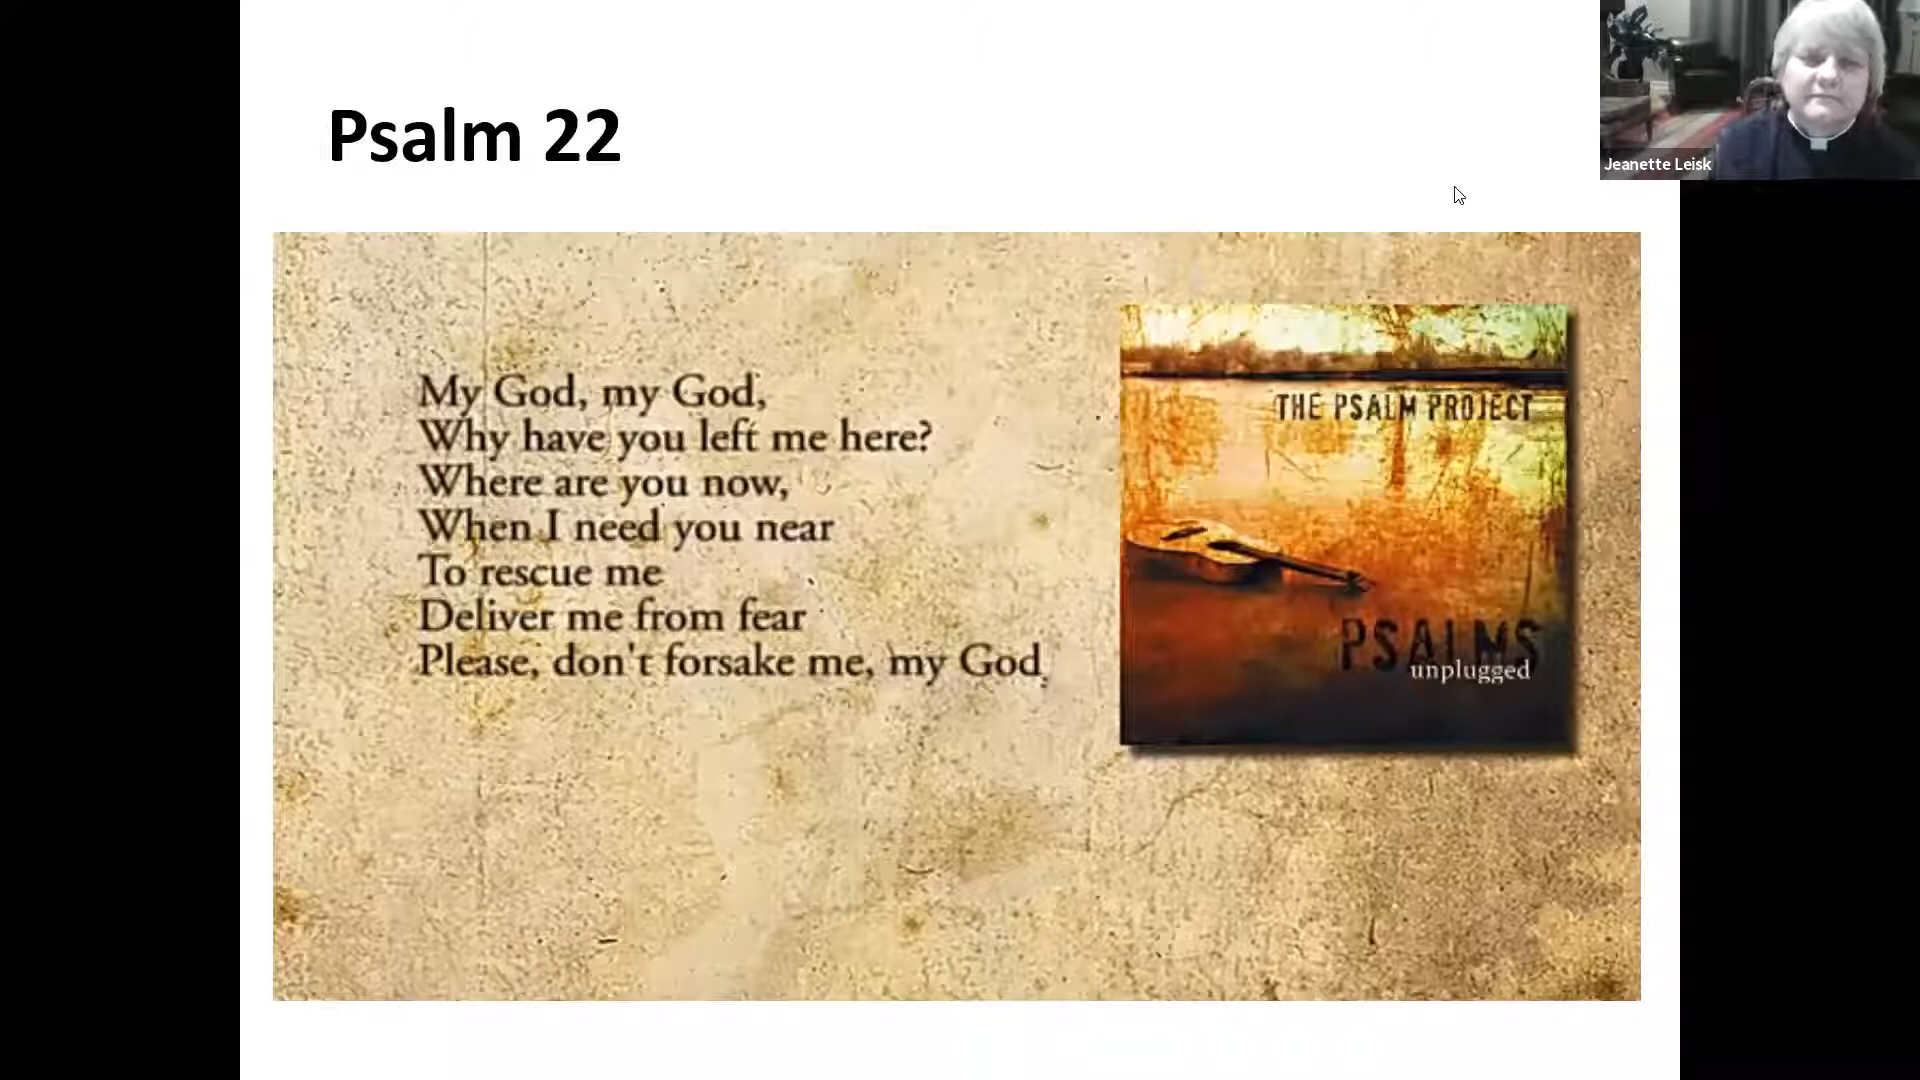 Psalm 22
Jeanette Leisk
My God, my God,
Why have you left me here?
Where are you now,
When I need you near
To rescue me
Deliver me from fear
Please, don't forsake me, my God
THE PSALM PROJECT
PSALMS
unplugged